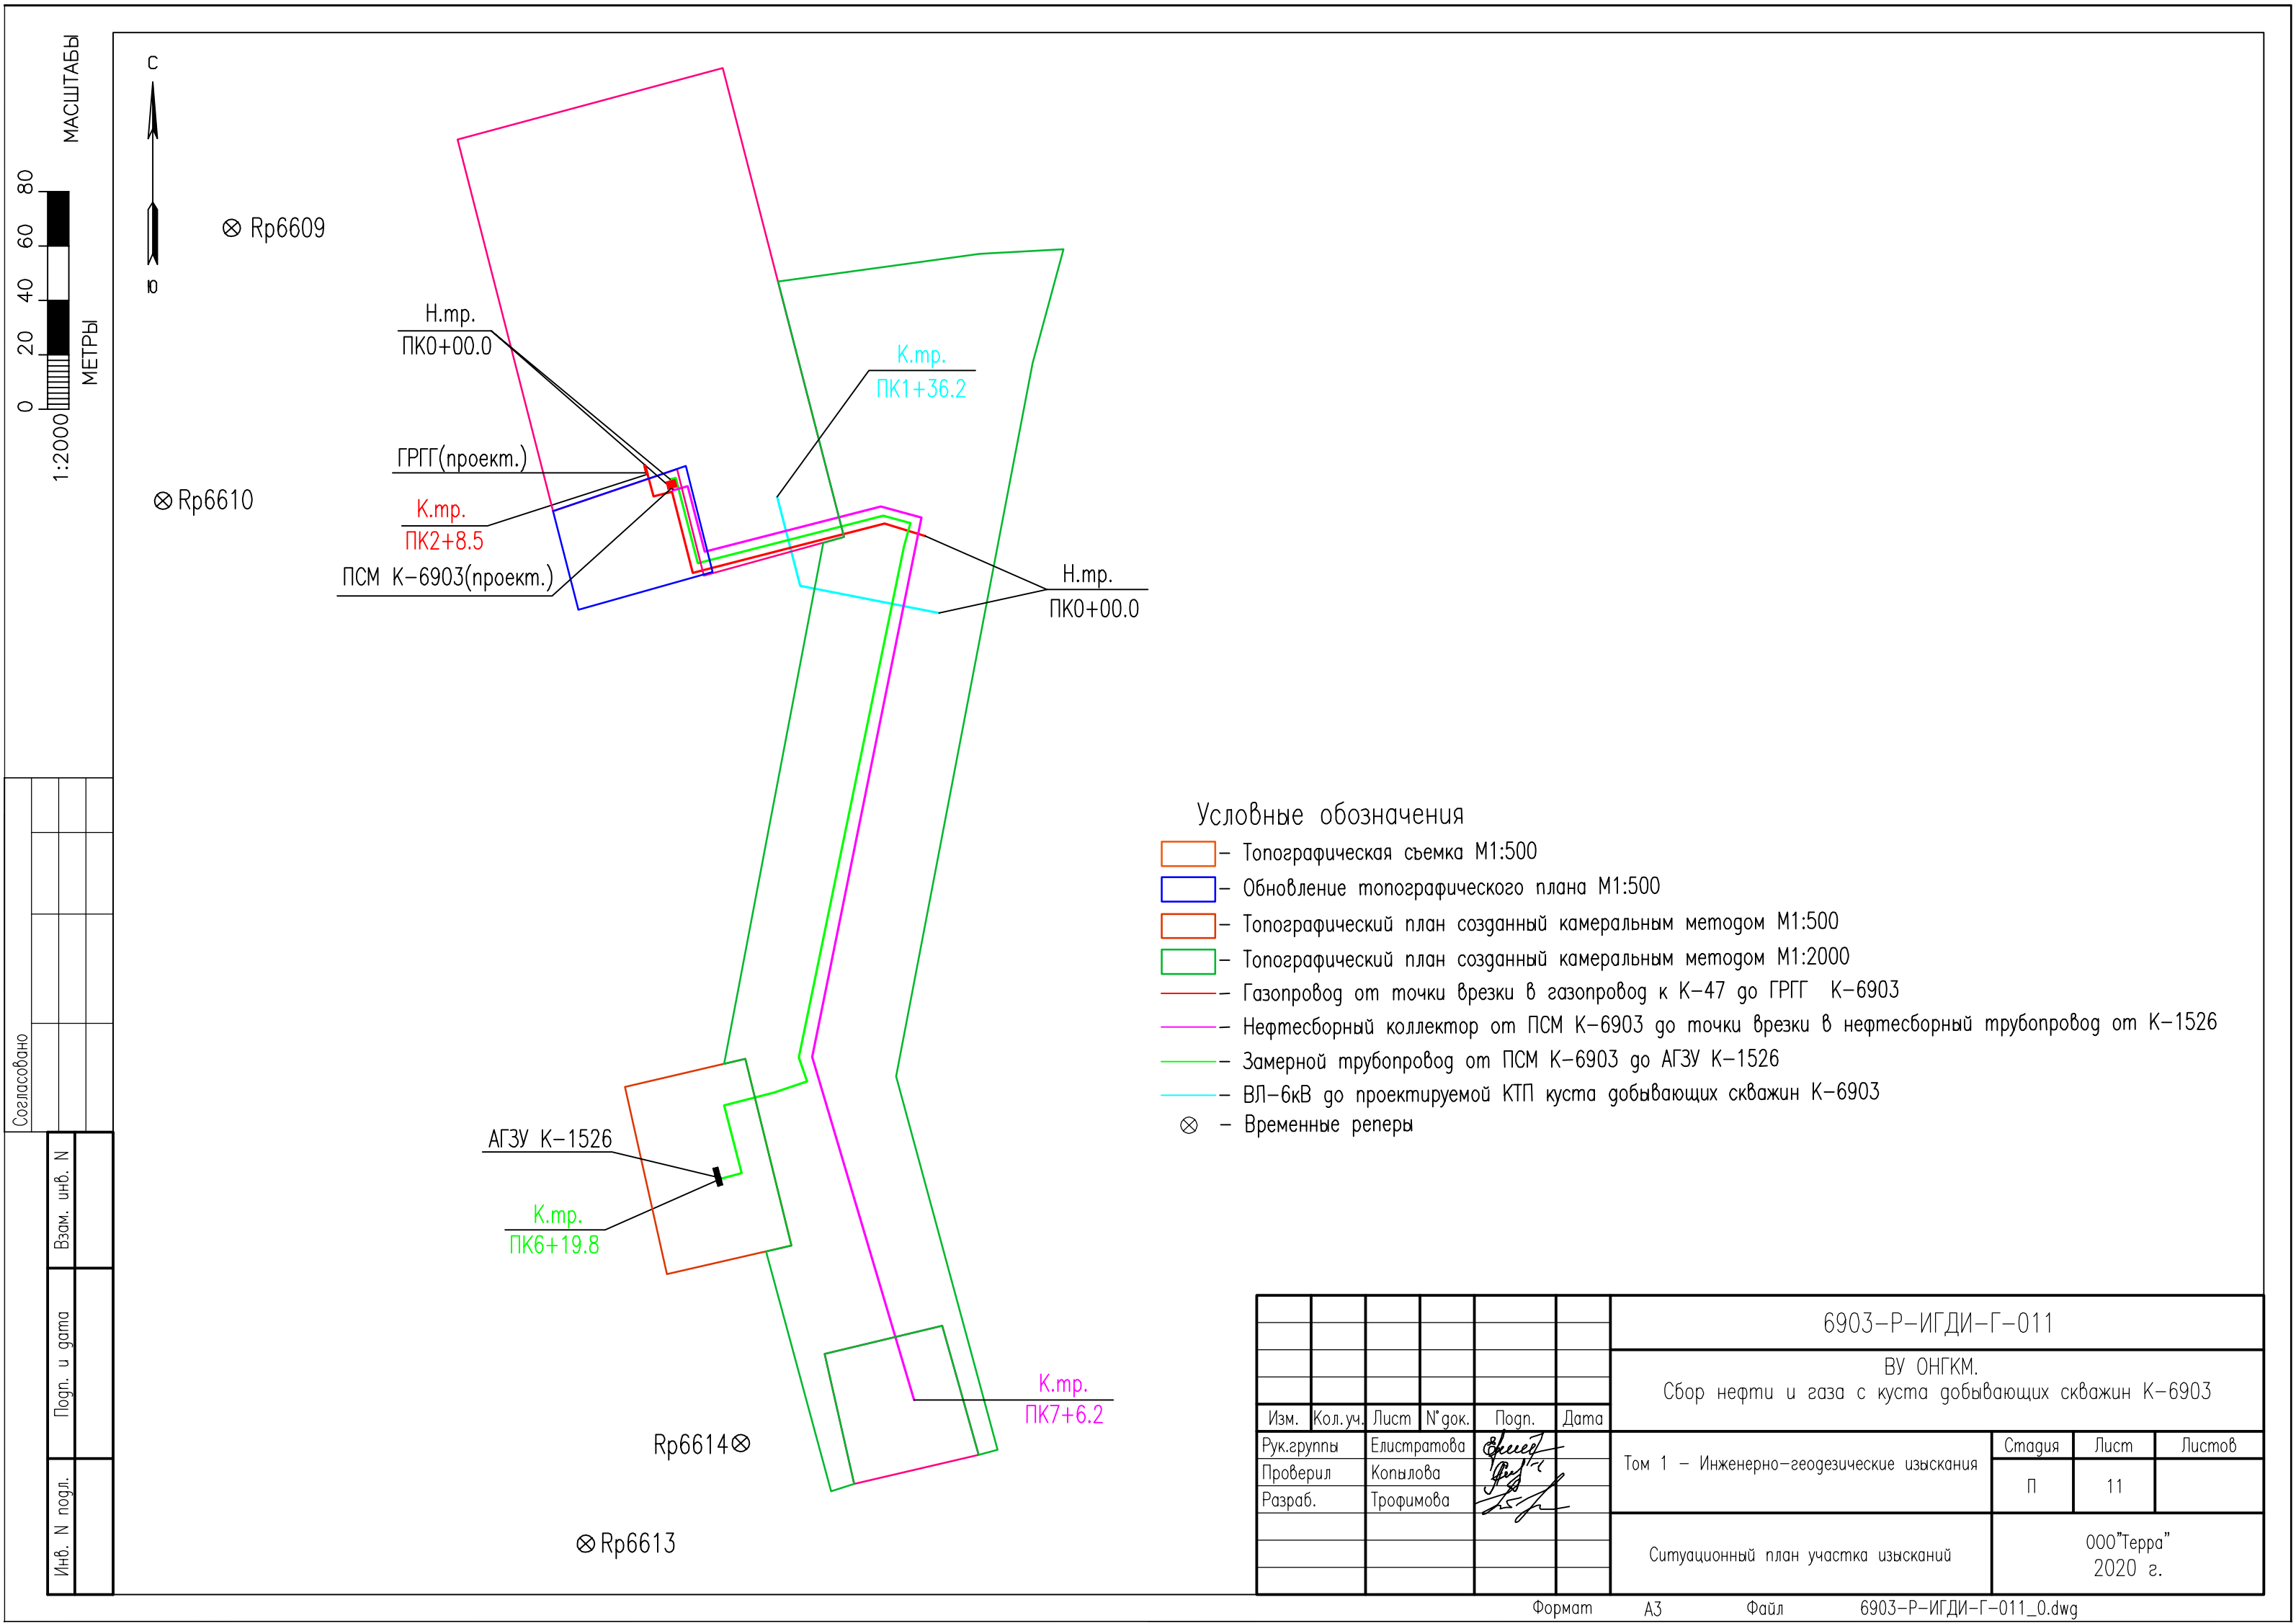 МАСШТАБЫ
С
Ю
80
60
40
20
0
МЕТРЫ
1:2000
Rp6609
Rp6610
Н.тр.
ПК0+00.0
ГРГГ(проект.)
К.тр.
ПК2+8.5
ПСМ К-6903(проект.)
К.тр.
ПК1+36.2
Н.тр.
ПК0+00.0
АГЗУ К-1526
К.тр.
ПК6+19.8
К.тр.
ПК7+6.2
Rp6614
Rp6613
Условные обозначения
- Топографическая съемка М1:500
- Обновление топографического плана М1:500
- Топографический план созданный камеральным методом М1:500
- Топографический план созданный камеральным методом М1:2000
- Газопровод от точки врезки в газопровод к К-47 до ГРГГ К-6903
- Нефтесборный коллектор от ПСМ К-6903 до точки врезки в нефтесборный трубопровод от К-1526
- Замерной трубопровод от ПСМ К-6903 до АГЗУ К-1526
- ВЛ-6кВ до проектируемой КТП куста добывающих скважин К-6903
- Временные реперы
Согласовано
Взам. инв. N
Подп. и дата
Инв. N подл.
6903-Р-ИГДИ-Г-011
ВУ ОНГКМ.
Сбор нефти и газа с куста добывающих скважин К-6903
Изм. Кол.уч. Лист N°док. Подп. Дата
Рук.группы Елистратова
Проверил Копылова
Разраб. Трофимова
Том 1 - Инженерно-геодезические изыскания
Стадия Лист Листов
П 11
Ситуационный план участка изысканий
ООО"Терра"
2020 г.
Формат А3 Файл 6903-Р-ИГДИ-Г-011_0.dwg